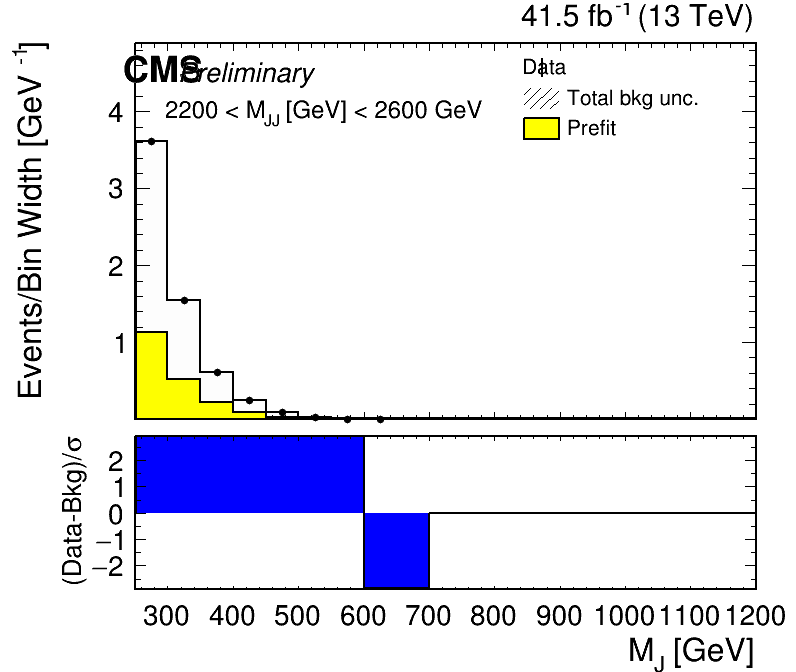 41.5 fb⁻¹ (13 TeV)
CMS Preliminary
2200 < M_JJ [GeV] < 2600 GeV
Data
Total bkg unc.
Prefit
Events/Bin Width [GeV⁻¹]
4
3
2
1
(Data-Bkg)/σ
2
1
0
−1
−2
300 400 500 600 700 800 900 1000 1100 1200
M_J [GeV]